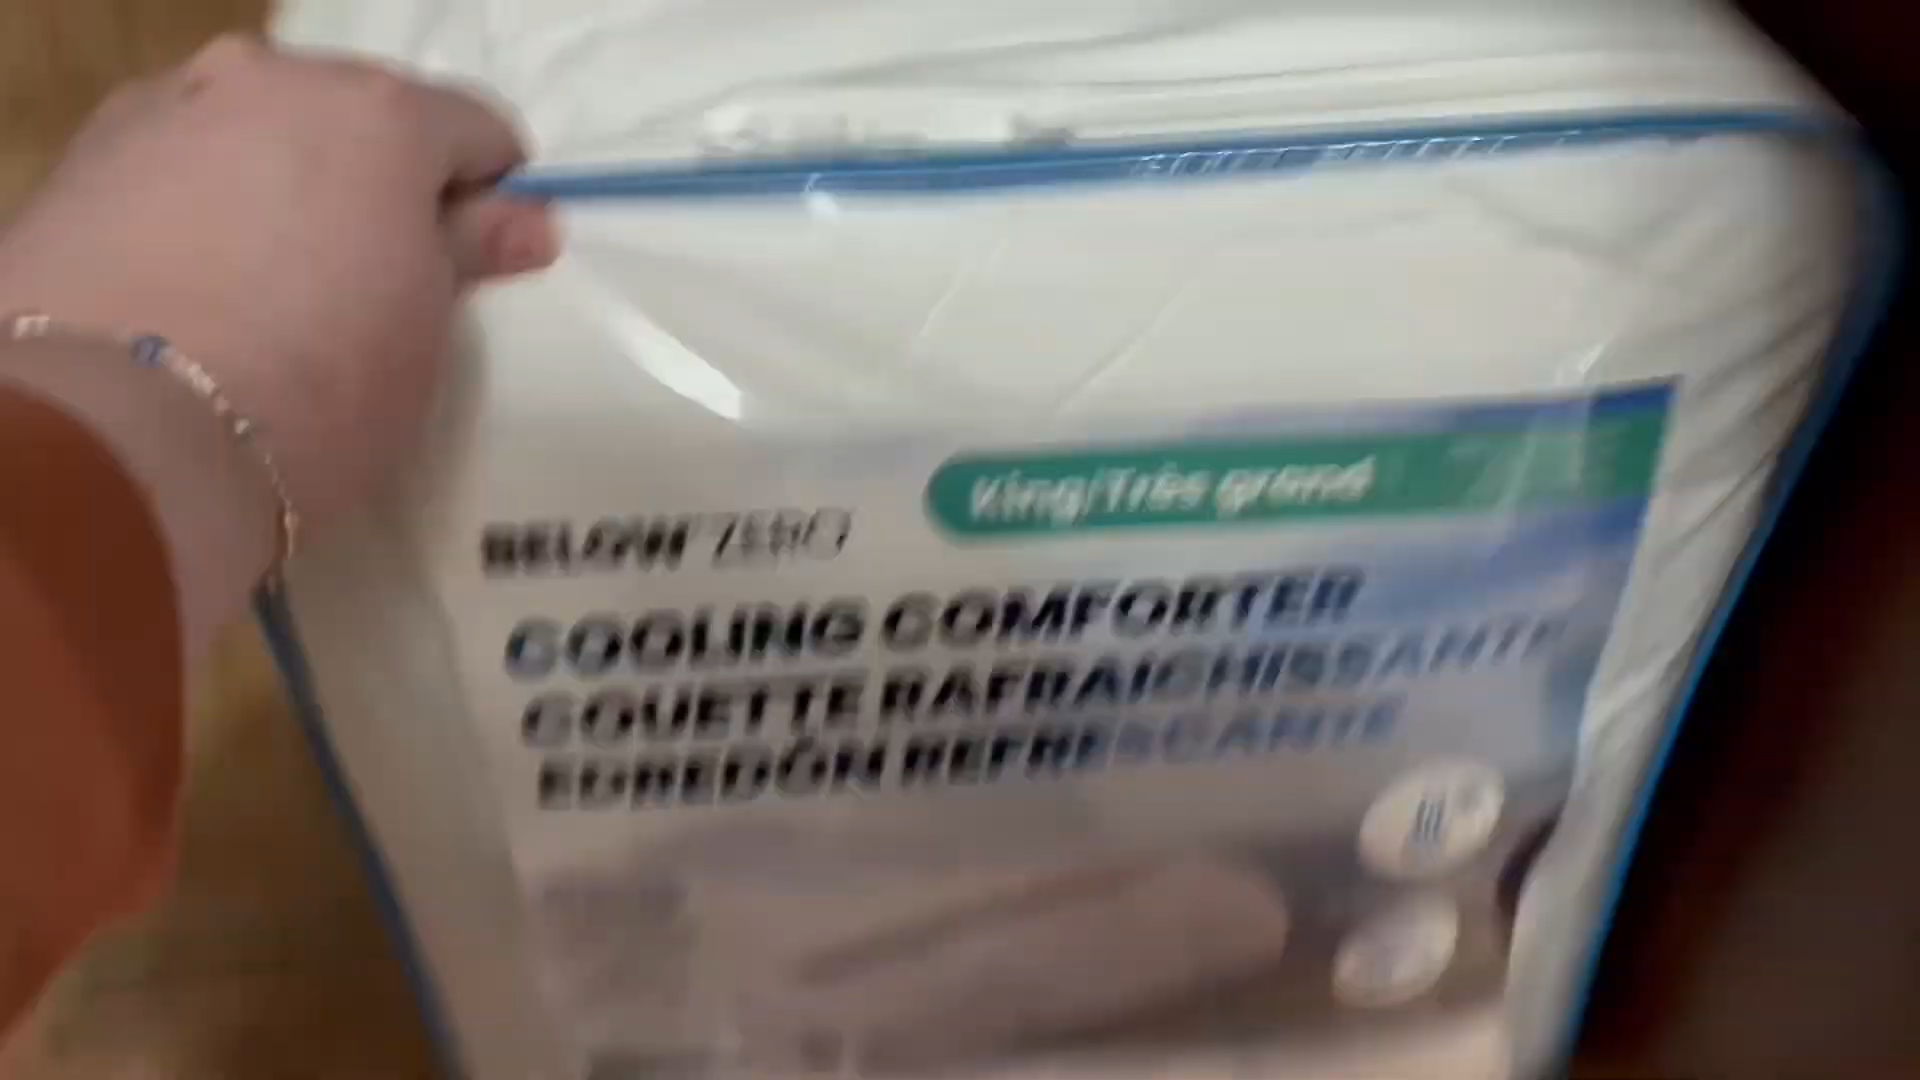 King/Très grand
BELOW ZERO
COOLING COMFORTER
COUETTE RAFRAICHISSANTE
EDREDÓN REFRESCANTE